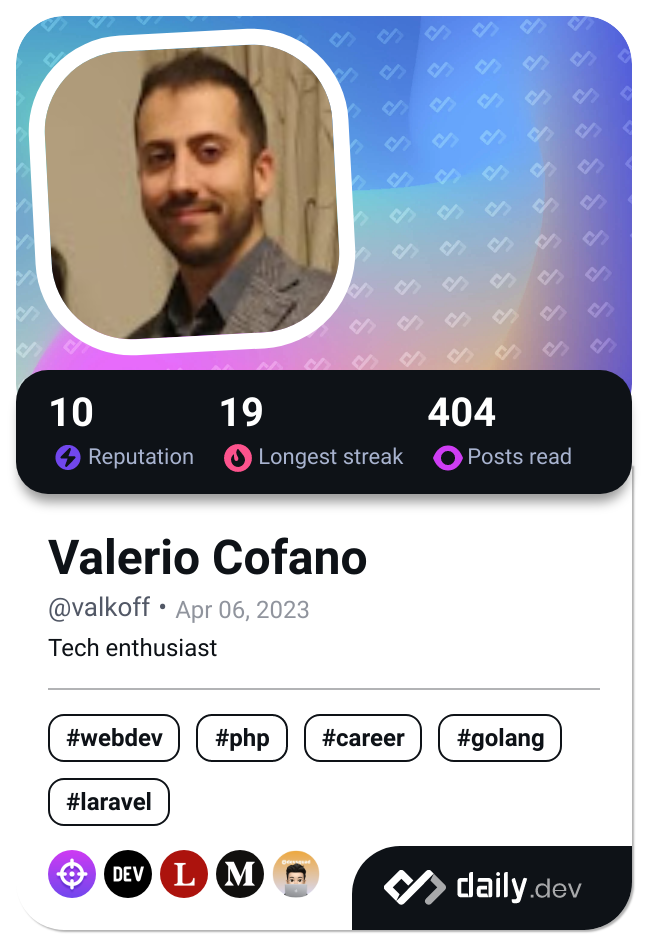 10 19 404
Reputation Longest streak Posts read
Valerio Cofano
@valkoff • Apr 06, 2023
Tech enthusiast
#webdev #php #career #golang
#laravel
DEV L M
daily.dev